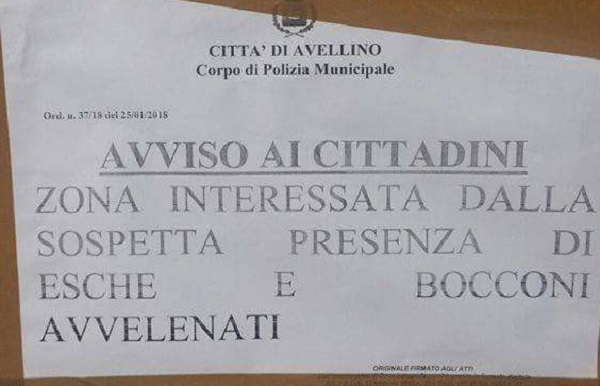 CITTA' DI AVELLINO
Corpo di Polizia Municipale
Ord. n. 37/18 del 25/01/2018
AVVISO AI CITTADINI
ZONA INTERESSATA DALLA
SOSPETTA PRESENZA DI
ESCHE E BOCCONI
AVVELENATI
ORIGINALE FIRMATO AGLI ATTI